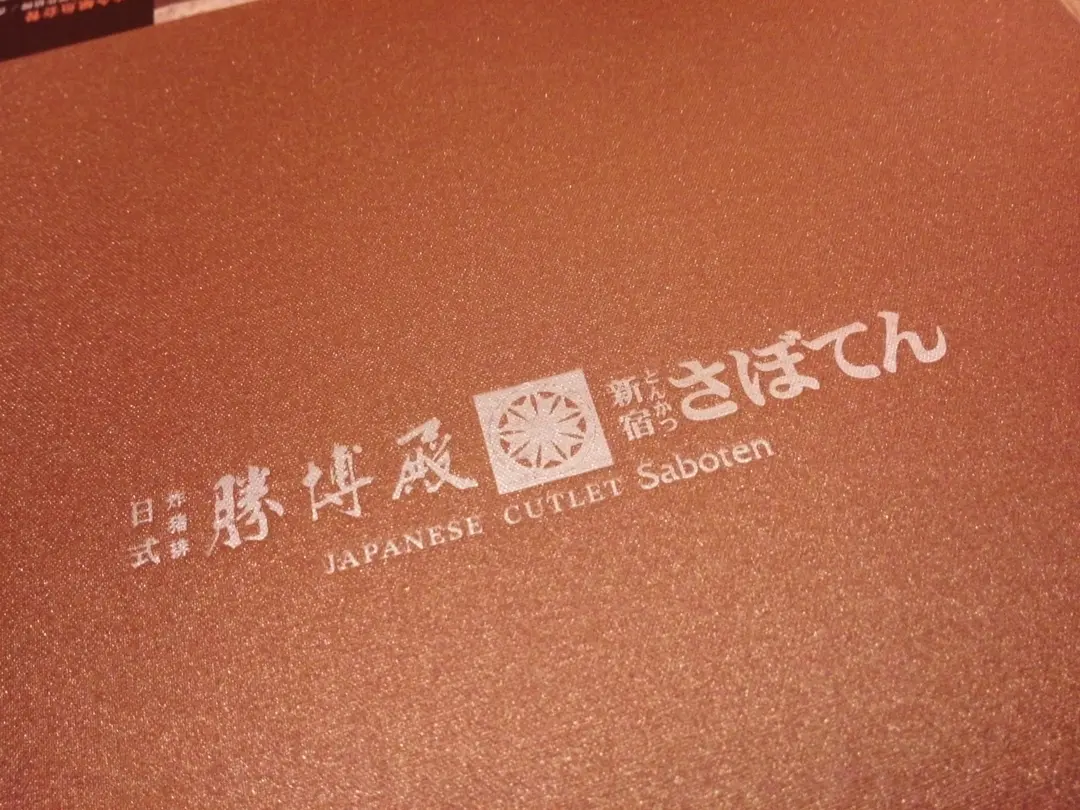 日式
炸豬排
勝博殿
新宿
とんかつ
さぼてん
JAPANESE CUTLET Saboten